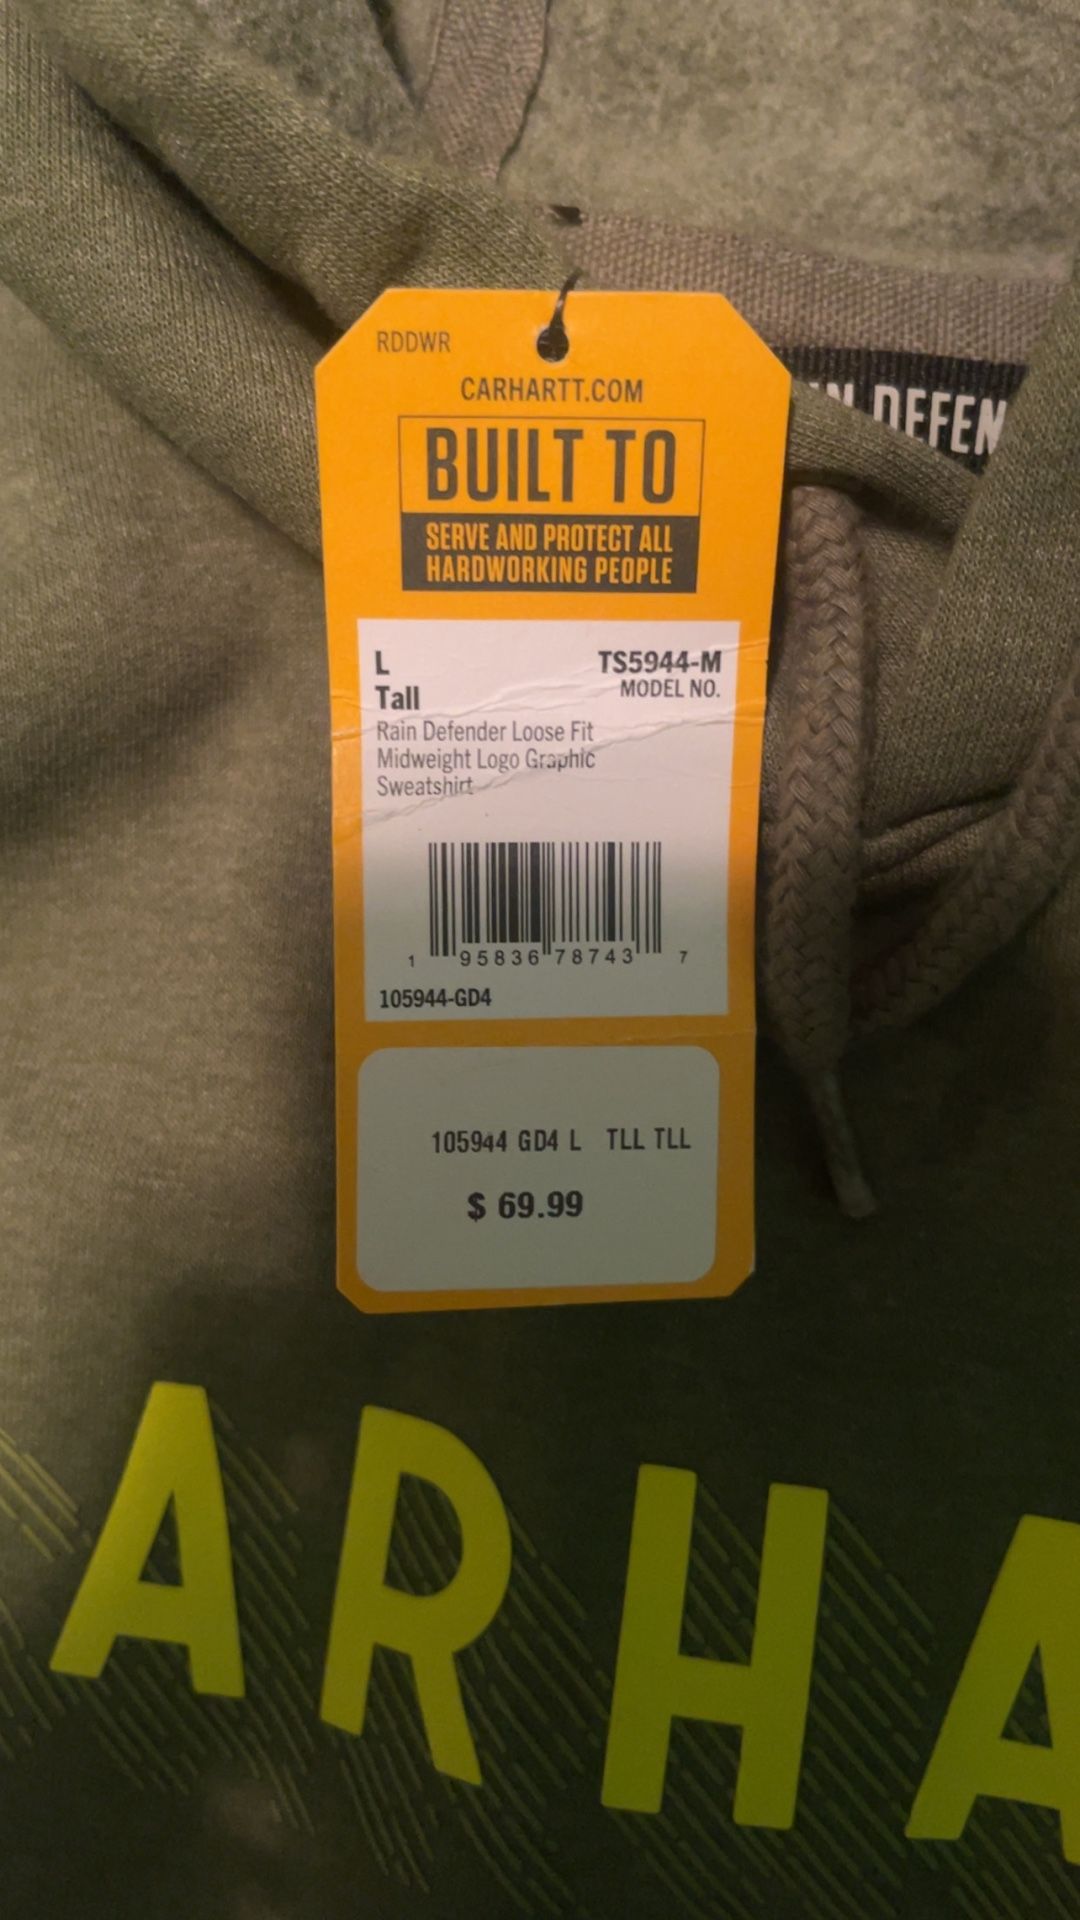 RDDWR
CARHARTT.COM
BUILT TO
SERVE AND PROTECT ALL
HARDWORKING PEOPLE
L
Tall
TS5944-M
MODEL NO.
Rain Defender Loose Fit
Midweight Logo Graphic
Sweatshirt
1 95836 78743 7
105944-GD4
105944 GD4 L TLL TLL
$ 69.99
N DEFEN
ARHA